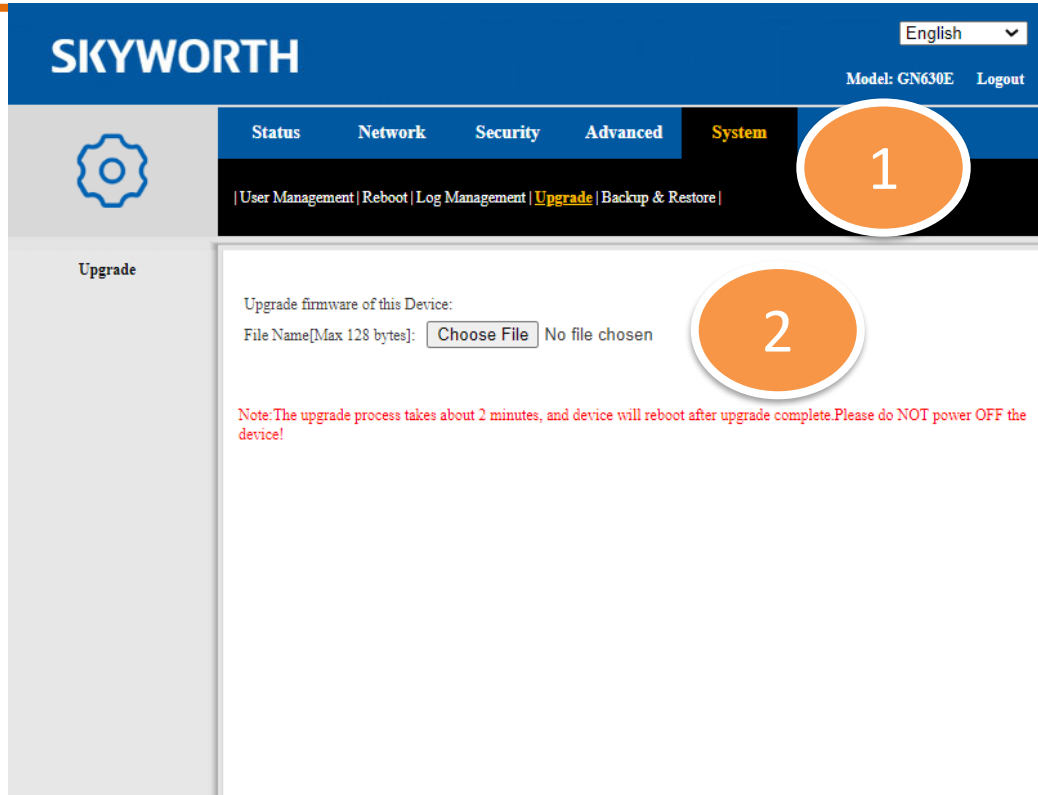 SKYWORTH
English
Model: GN630E Logout
Status Network Security Advanced System
1
|User Management|Reboot|Log Management|Upgrade|Backup & Restore|
Upgrade
Upgrade firmware of this Device:
File Name[Max 128 bytes]: Choose File No file chosen
2
Note:The upgrade process takes about 2 minutes, and device will reboot after upgrade complete.Please do NOT power OFF the
device!